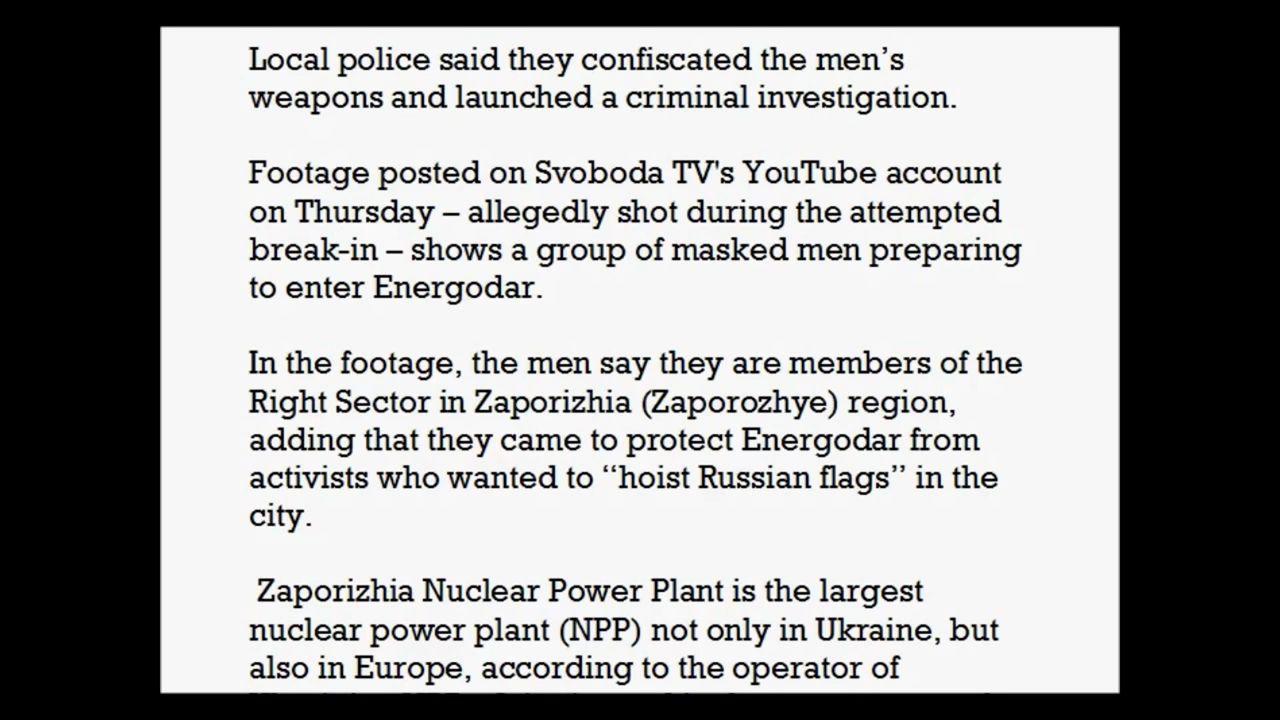 Local police said they confiscated the men’s
weapons and launched a criminal investigation.
Footage posted on Svoboda TV's YouTube account
on Thursday – allegedly shot during the attempted
break-in – shows a group of masked men preparing
to enter Energodar.
In the footage, the men say they are members of the
Right Sector in Zaporizhia (Zaporozhye) region,
adding that they came to protect Energodar from
activists who wanted to “hoist Russian flags” in the
city.
Zaporizhia Nuclear Power Plant is the largest
nuclear power plant (NPP) not only in Ukraine, but
also in Europe, according to the operator of